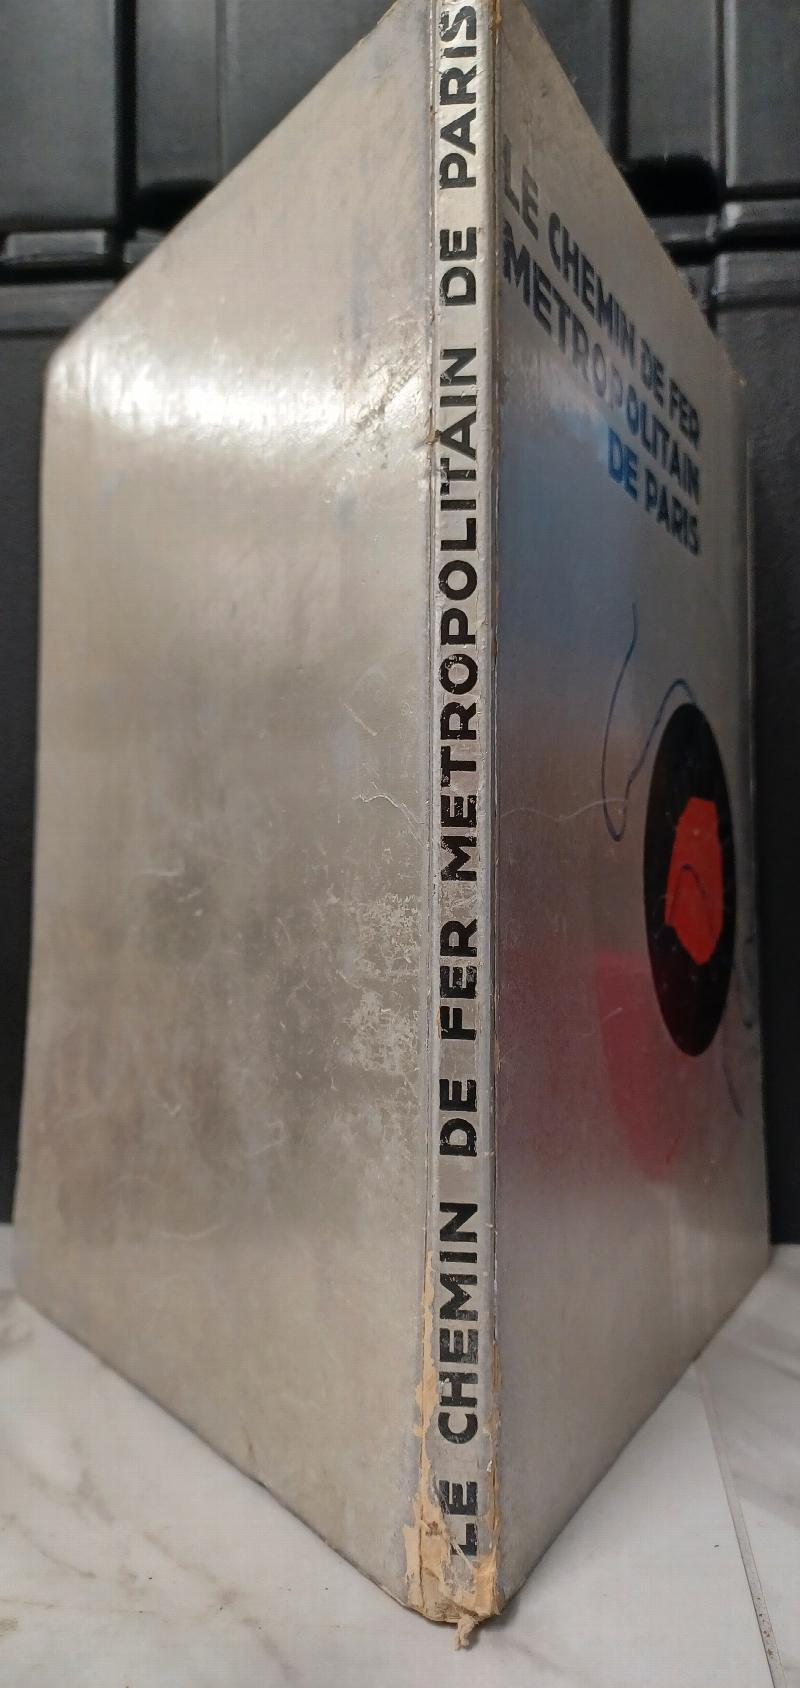 LE CHEMIN DE FER METROPOLITAIN DE PARIS
LE CHEMIN DE FER
METROPOLITAIN
DE PARIS